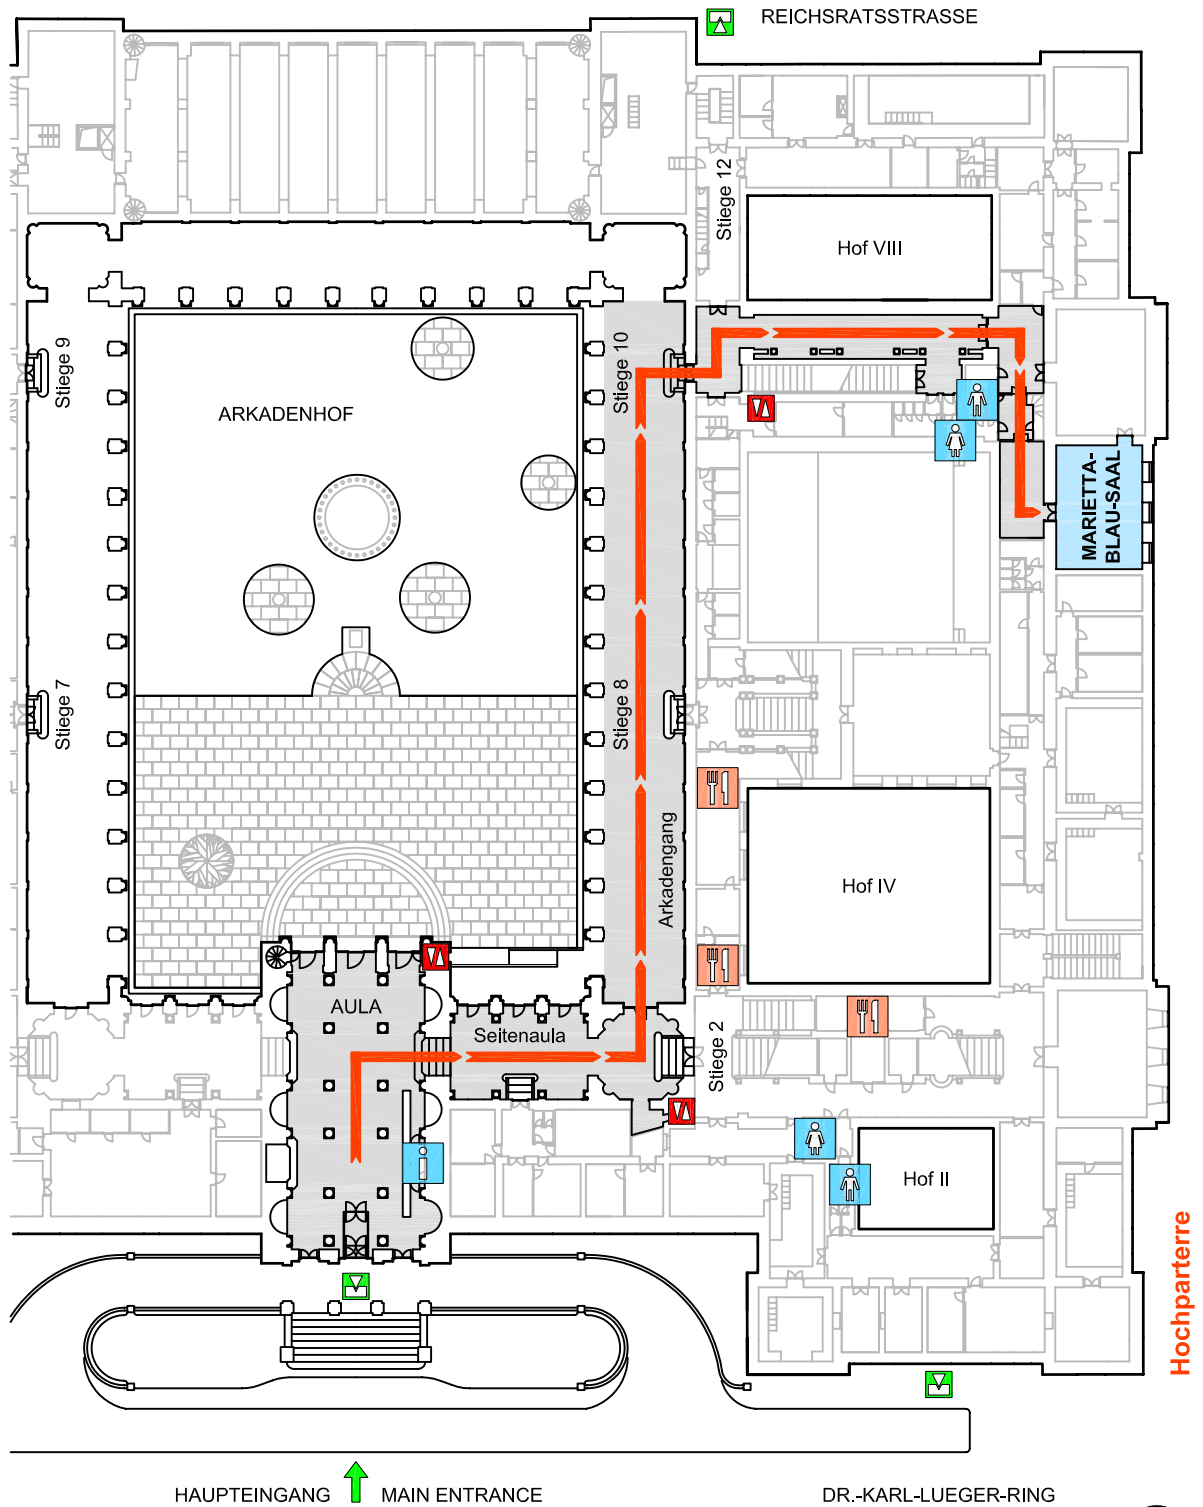 REICHSRATSSTRASSE
Stiege 12
Hof VIII
Stiege 9
Stiege 10
ARKADENHOF
MARIETTA-
BLAU-SAAL
Stiege 7
Stiege 8
Arkadengang
Hof IV
AULA
Seitenaula
Stiege 2
Hof II
Hochparterre
HAUPTEINGANG
MAIN ENTRANCE
DR.-KARL-LUEGER-RING